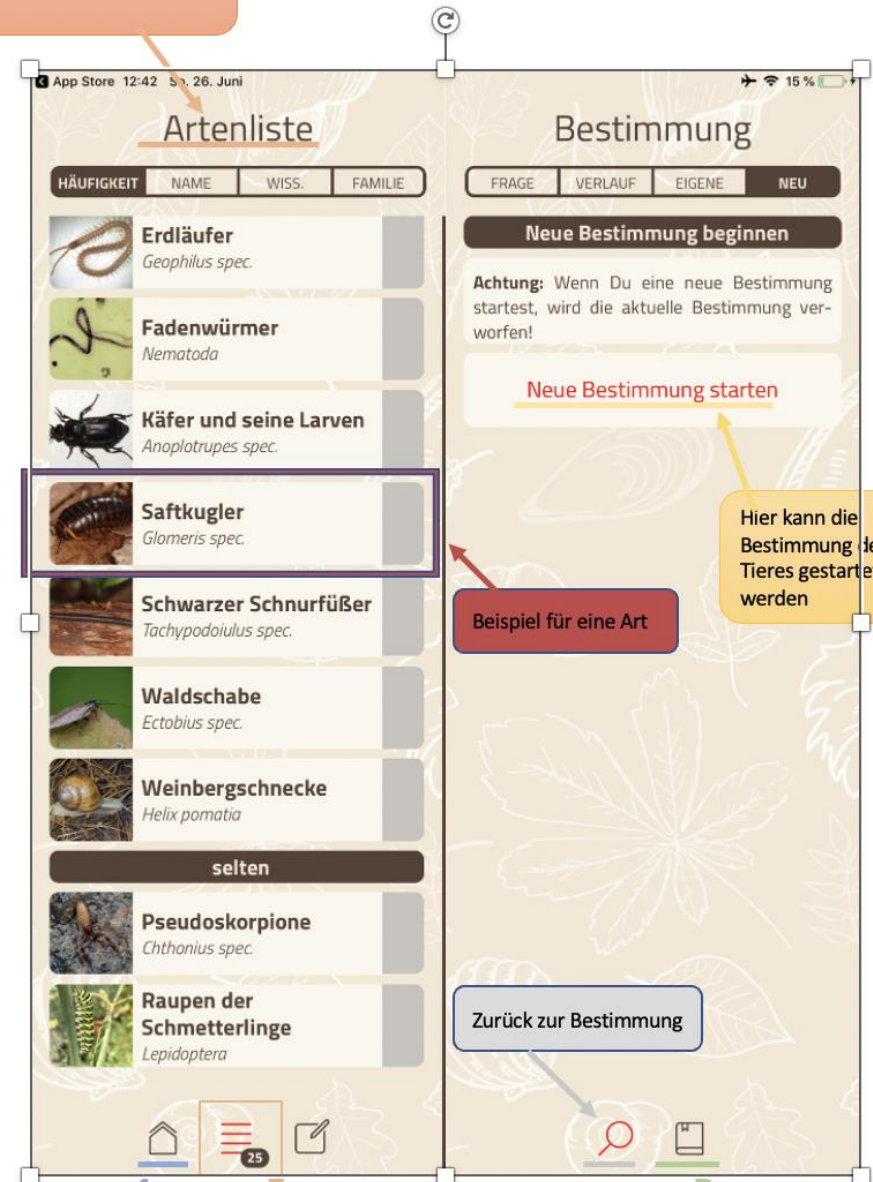 App Store 12:42 So. 26. Juni
15 %
Artenliste
HÄUFIGKEIT NAME WISS. FAMILIE
Erdläufer
Geophilus spec.
Fadenwürmer
Nematoda
Käfer und seine Larven
Anoplotrupes spec.
Saftkugler
Glomeris spec.
Schwarzer Schnurfüßer
Tachypodoiulus spec.
Waldschabe
Ectobius spec.
Weinbergschnecke
Helix pomatia
selten
Pseudoskorpione
Chthonius spec.
Raupen der
Schmetterlinge
Lepidoptera
25
Bestimmung
FRAGE VERLAUF EIGENE NEU
Neue Bestimmung beginnen
Achtung: Wenn Du eine neue Bestimmung
startest, wird die aktuelle Bestimmung ver-
worfen!
Neue Bestimmung starten
Hier kann die
Bestimmung de
Tieres gestarte
werden
Beispiel für eine Art
Zurück zur Bestimmung